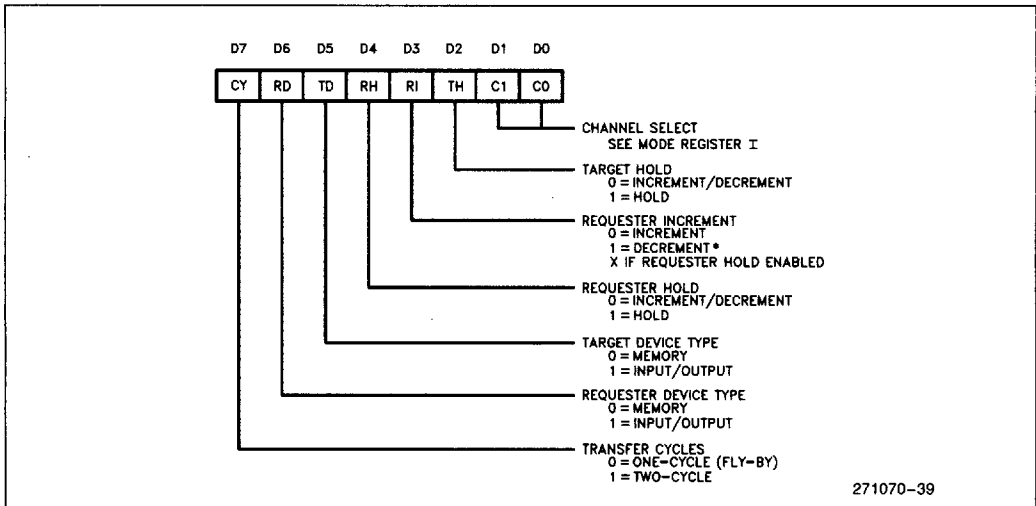 D7 D6 D5 D4 D3 D2 D1 D0
CY RD TD RH RI TH C1 C0
CHANNEL SELECT
SEE MODE REGISTER I
TARGET HOLD
0 = INCREMENT/DECREMENT
1 = HOLD
REQUESTER INCREMENT
0 = INCREMENT
1 = DECREMENT*
X IF REQUESTER HOLD ENABLED
REQUESTER HOLD
0 = INCREMENT/DECREMENT
1 = HOLD
TARGET DEVICE TYPE
0 = MEMORY
1 = INPUT/OUTPUT
REQUESTER DEVICE TYPE
0 = MEMORY
1 = INPUT/OUTPUT
TRANSFER CYCLES
0 = ONE-CYCLE (FLY-BY)
1 = TWO-CYCLE
271070-39